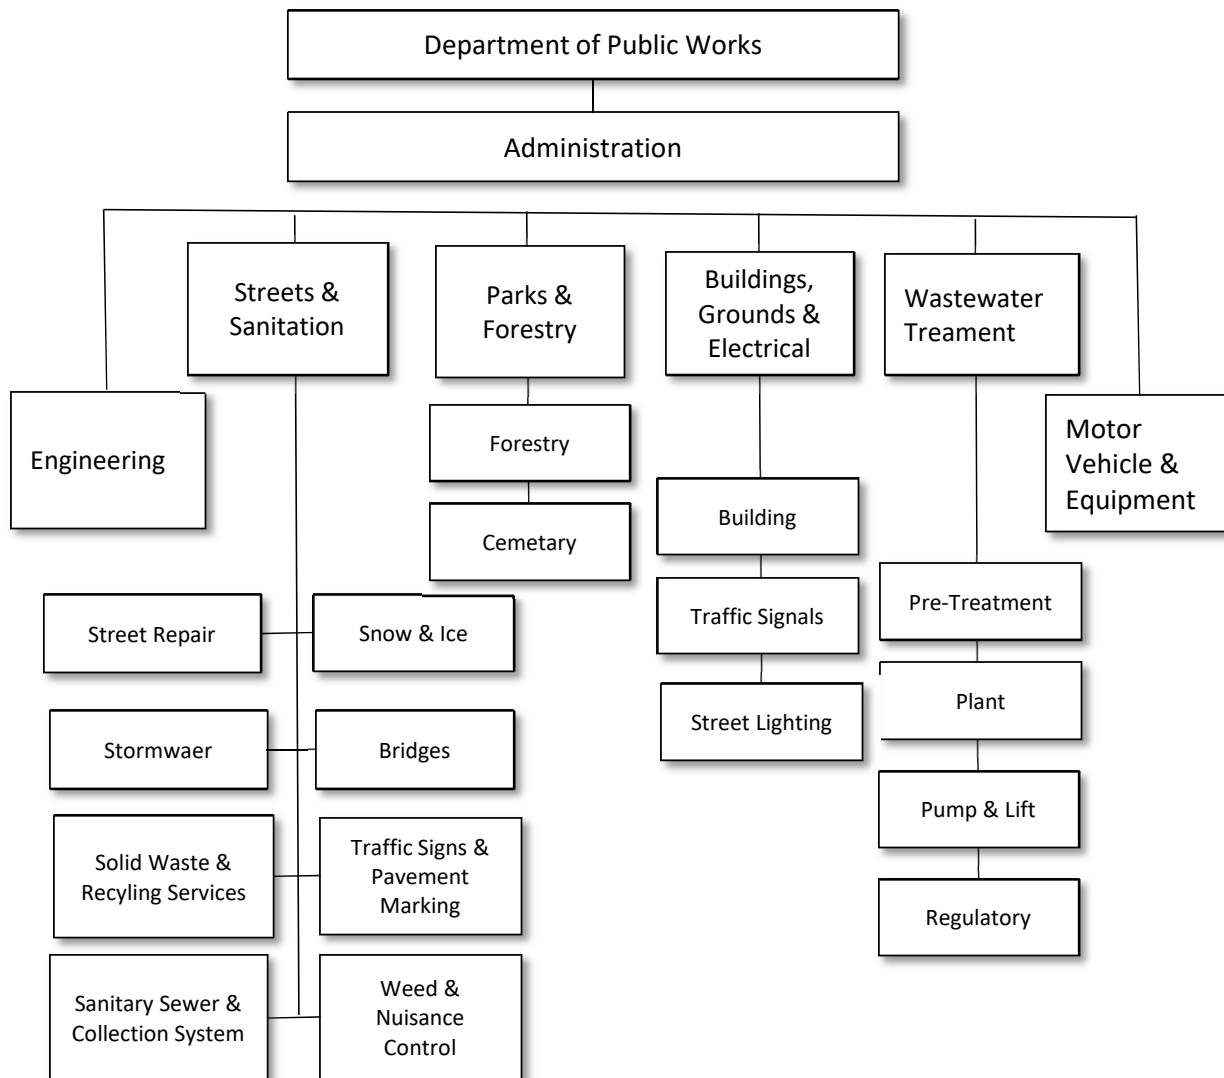 Department of Public Works
Administration
Streets &
Sanitation
Parks &
Forestry
Buildings,
Grounds &
Electrical
Wastewater
Treament
Engineering
Motor
Vehicle &
Equipment
Forestry
Cemetary
Building
Traffic Signals
Street Lighting
Pre-Treatment
Plant
Pump & Lift
Regulatory
Street Repair
Snow & Ice
Stormwaer
Bridges
Solid Waste &
Recyling Services
Traffic Signs &
Pavement
Marking
Sanitary Sewer &
Collection System
Weed &
Nuisance
Control